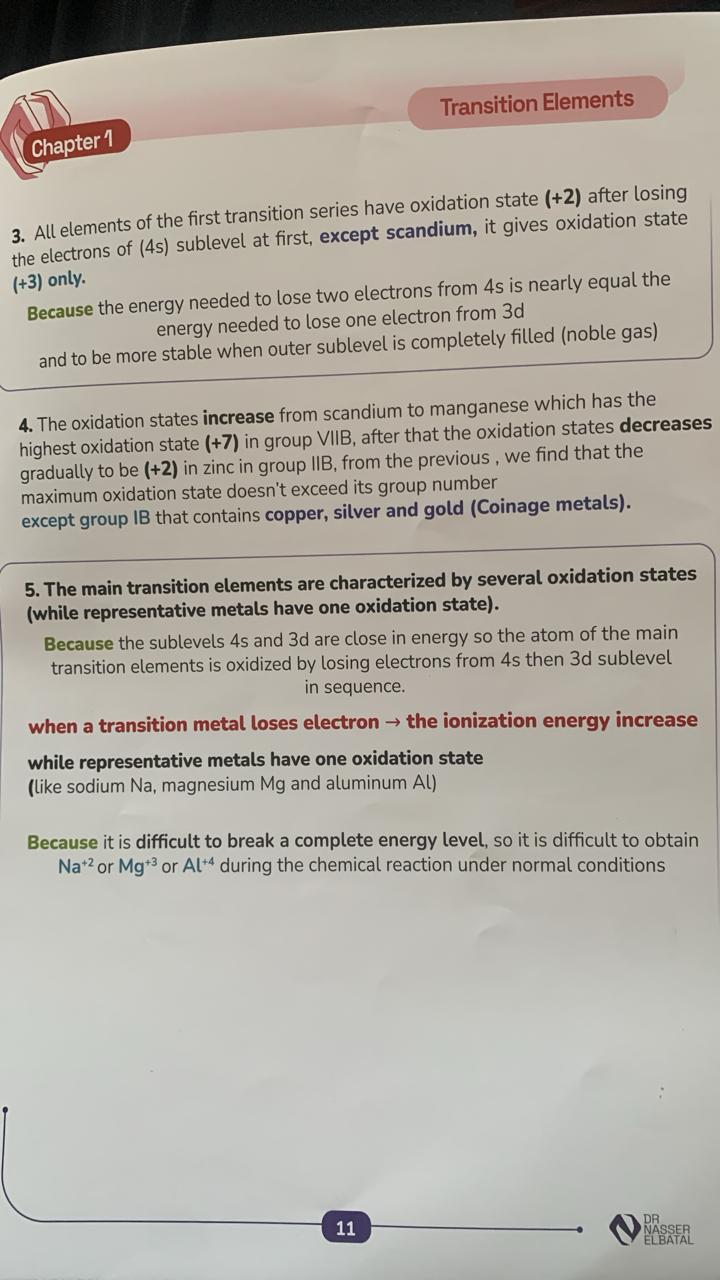 Chapter 1
Transition Elements
3. All elements of the first transition series have oxidation state (+2) after losing
the electrons of (4s) sublevel at first, except scandium, it gives oxidation state
(+3) only.
Because the energy needed to lose two electrons from 4s is nearly equal the
energy needed to lose one electron from 3d
and to be more stable when outer sublevel is completely filled (noble gas)
4. The oxidation states increase from scandium to manganese which has the
highest oxidation state (+7) in group VIIB, after that the oxidation states decreases
gradually to be (+2) in zinc in group IIB, from the previous , we find that the
maximum oxidation state doesn't exceed its group number
except group IB that contains copper, silver and gold (Coinage metals).
5. The main transition elements are characterized by several oxidation states
(while representative metals have one oxidation state).
Because the sublevels 4s and 3d are close in energy so the atom of the main
transition elements is oxidized by losing electrons from 4s then 3d sublevel
in sequence.
when a transition metal loses electron → the ionization energy increase
while representative metals have one oxidation state
(like sodium Na, magnesium Mg and aluminum Al)
Because it is difficult to break a complete energy level, so it is difficult to obtain
Na⁺² or Mg⁺³ or Al⁺⁴ during the chemical reaction under normal conditions
11
DR
NASSER
ELBATAL